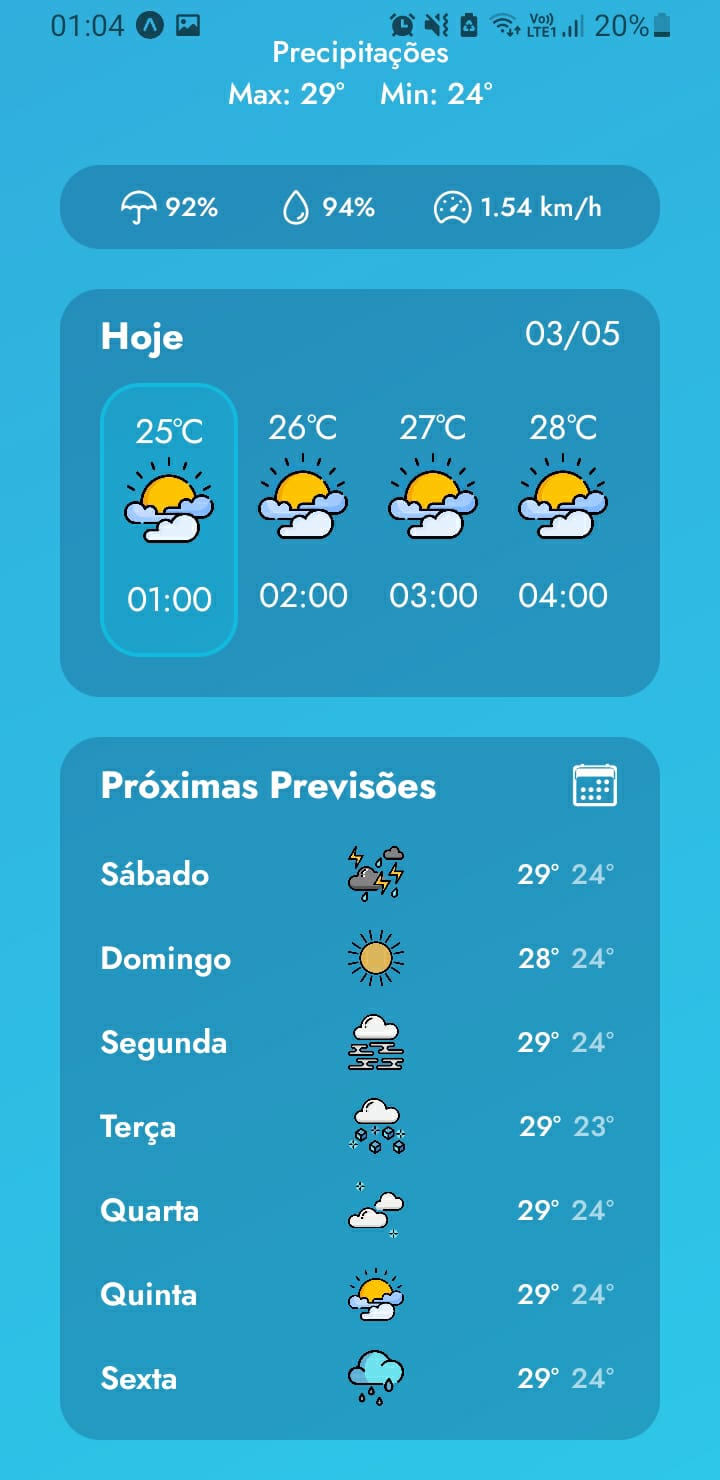 01:04 Vo)) LTE1 20%
Precipitações
Max: 29° Min: 24°
92% 94% 1.54 km/h
Hoje 03/05
25°C 26°C 27°C 28°C
01:00 02:00 03:00 04:00
Próximas Previsões
Sábado 29° 24°
Domingo 28° 24°
Segunda 29° 24°
Terça 29° 23°
Quarta 29° 24°
Quinta 29° 24°
Sexta 29° 24°